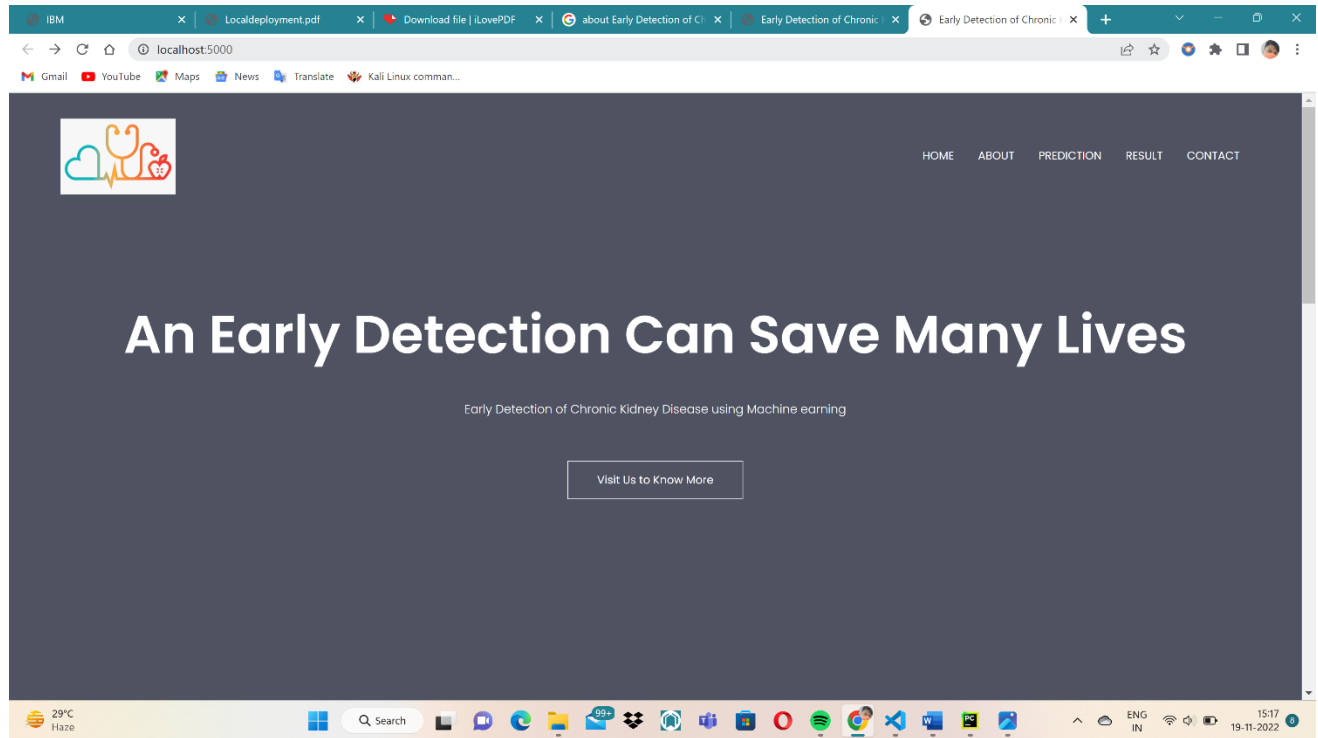 IBM
Localdeployment.pdf
Download file | iLovePDF
about Early Detection of Ch
Early Detection of Chronic
Early Detection of Chronic
localhost:5000
Gmail
YouTube
Maps
News
Translate
Kali Linux comman...
HOME
ABOUT
PREDICTION
RESULT
CONTACT
An Early Detection Can Save Many Lives
Early Detection of Chronic Kidney Disease using Machine earning
Visit Us to Know More
29°C
Haze
Search
99+
PC
ENG
IN
15:17
19-11-2022
8